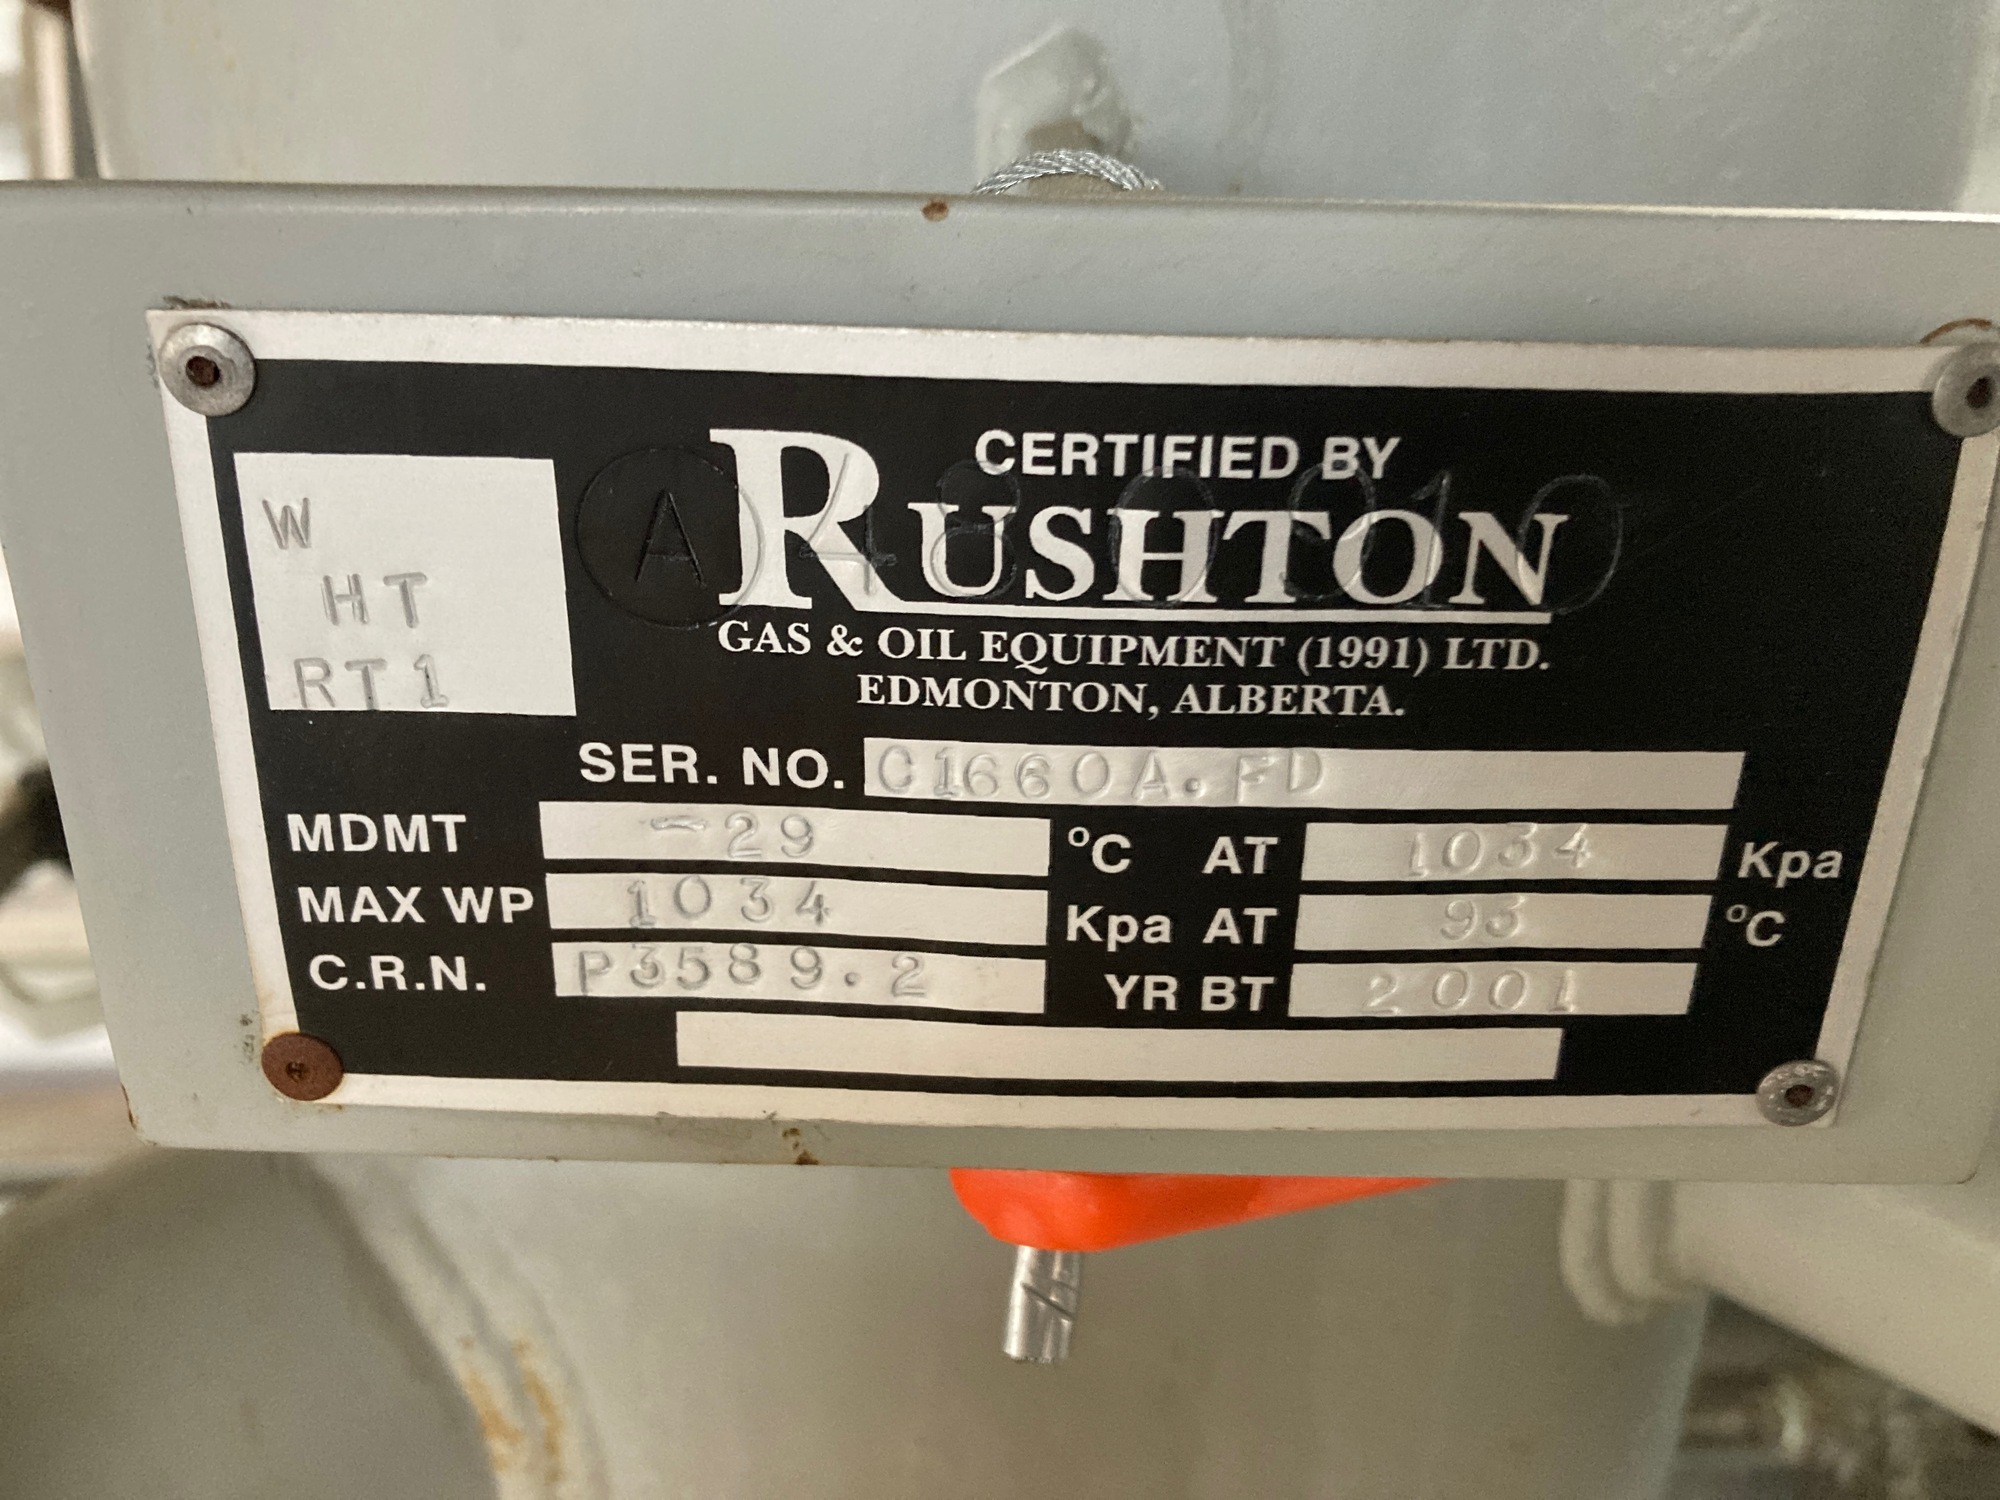 CERTIFIED BY
A 480910
RUSHTON
GAS & OIL EQUIPMENT (1991) LTD.
EDMONTON, ALBERTA.
W
HT
RT1
SER. NO. C1660A.FD
MDMT -29 °C AT 1034 Kpa
MAX WP 1034 Kpa AT 93 °C
C.R.N. P3589.2 YR BT 2001